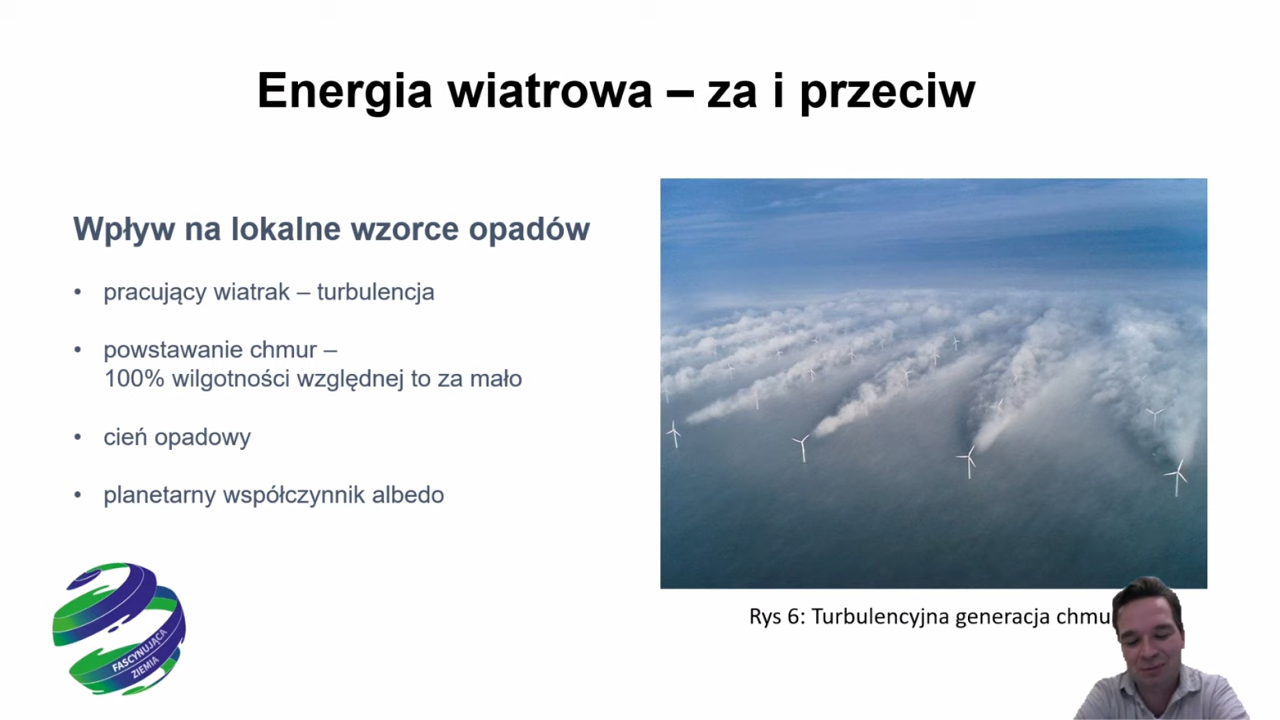 Energia wiatrowa – za i przeciw
Wpływ na lokalne wzorce opadów
• pracujący wiatrak – turbulencja
• powstawanie chmur –
100% wilgotności względnej to za mało
• cień opadowy
• planetarny współczynnik albedo
FASCYNUJĄCA
ZIEMIA
Rys 6: Turbulencyjna generacja chmu